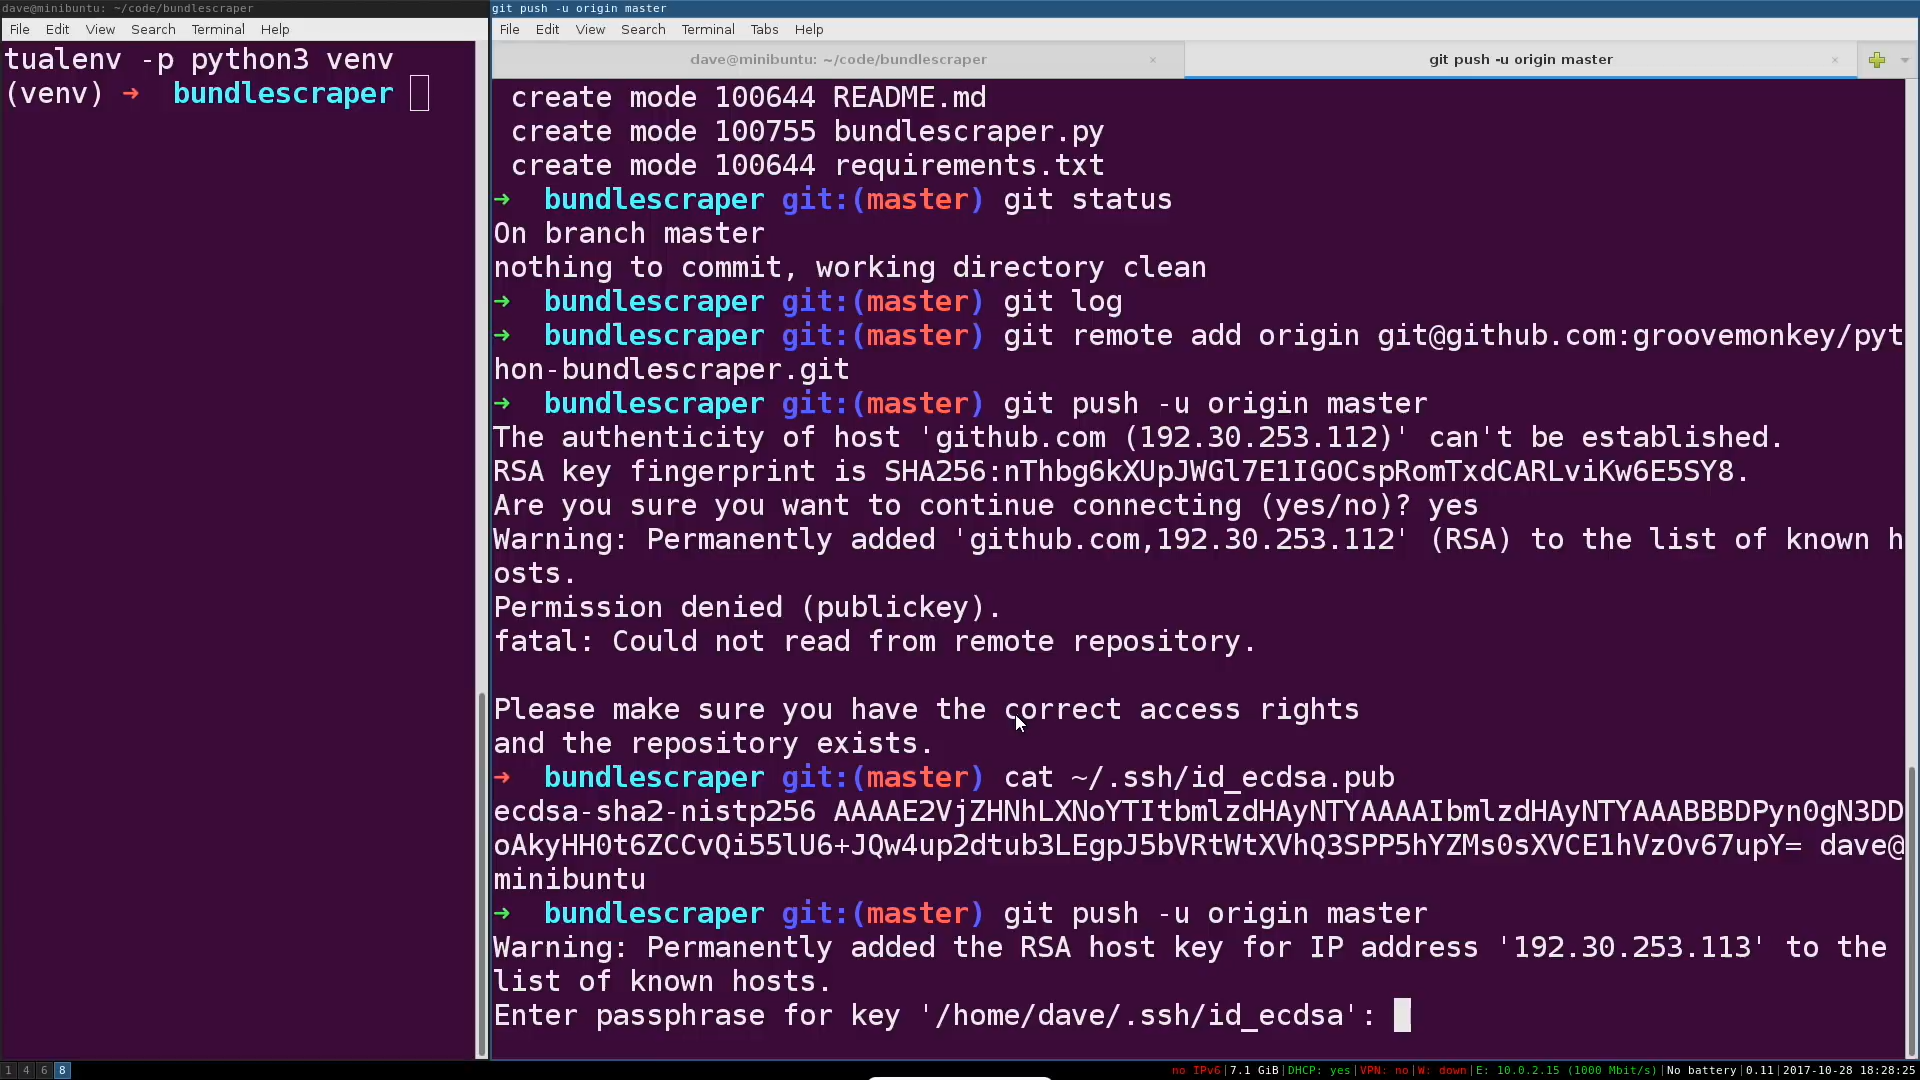 dave@minibuntu: ~/code/bundlescraper
File Edit View Search Terminal Help
tualenv -p python3 venv
(venv) ➜  bundlescraper
git push -u origin master
File Edit View Search Terminal Tabs Help
dave@minibuntu: ~/code/bundlescraper ×
git push -u origin master ×
create mode 100644 README.md
create mode 100755 bundlescraper.py
create mode 100644 requirements.txt
➜  bundlescraper git:(master) git status
On branch master
nothing to commit, working directory clean
➜  bundlescraper git:(master) git log
➜  bundlescraper git:(master) git remote add origin git@github.com:groovemonkey/pyt
hon-bundlescraper.git
➜  bundlescraper git:(master) git push -u origin master
The authenticity of host 'github.com (192.30.253.112)' can't be established.
RSA key fingerprint is SHA256:nThbg6kXUpJWGl7E1IGOCspRomTxdCARLviKw6E5SY8.
Are you sure you want to continue connecting (yes/no)? yes
Warning: Permanently added 'github.com,192.30.253.112' (RSA) to the list of known h
osts.
Permission denied (publickey).
fatal: Could not read from remote repository.
Please make sure you have the correct access rights
and the repository exists.
➜  bundlescraper git:(master) cat ~/.ssh/id_ecdsa.pub
ecdsa-sha2-nistp256 AAAAE2VjZHNhLXNoYTItbmlzdHAyNTYAAAAIbmlzdHAyNTYAAABBBDPyn0gN3DD
oAkyHH0t6ZCCvQi55lU6+JQw4up2dtub3LEgpJ5bVRtWtXVhQ3SPP5hYZMs0sXVCE1hVzOv67upY= dave@
minibuntu
➜  bundlescraper git:(master) git push -u origin master
Warning: Permanently added the RSA host key for IP address '192.30.253.113' to the
list of known hosts.
Enter passphrase for key '/home/dave/.ssh/id_ecdsa':
1 4 6 8
no IPv6|7.1 GiB|DHCP: yes|VPN: no|W: down|E: 10.0.2.15 (1000 Mbit/s)|No battery|0.11|2017-10-28 18:28:25